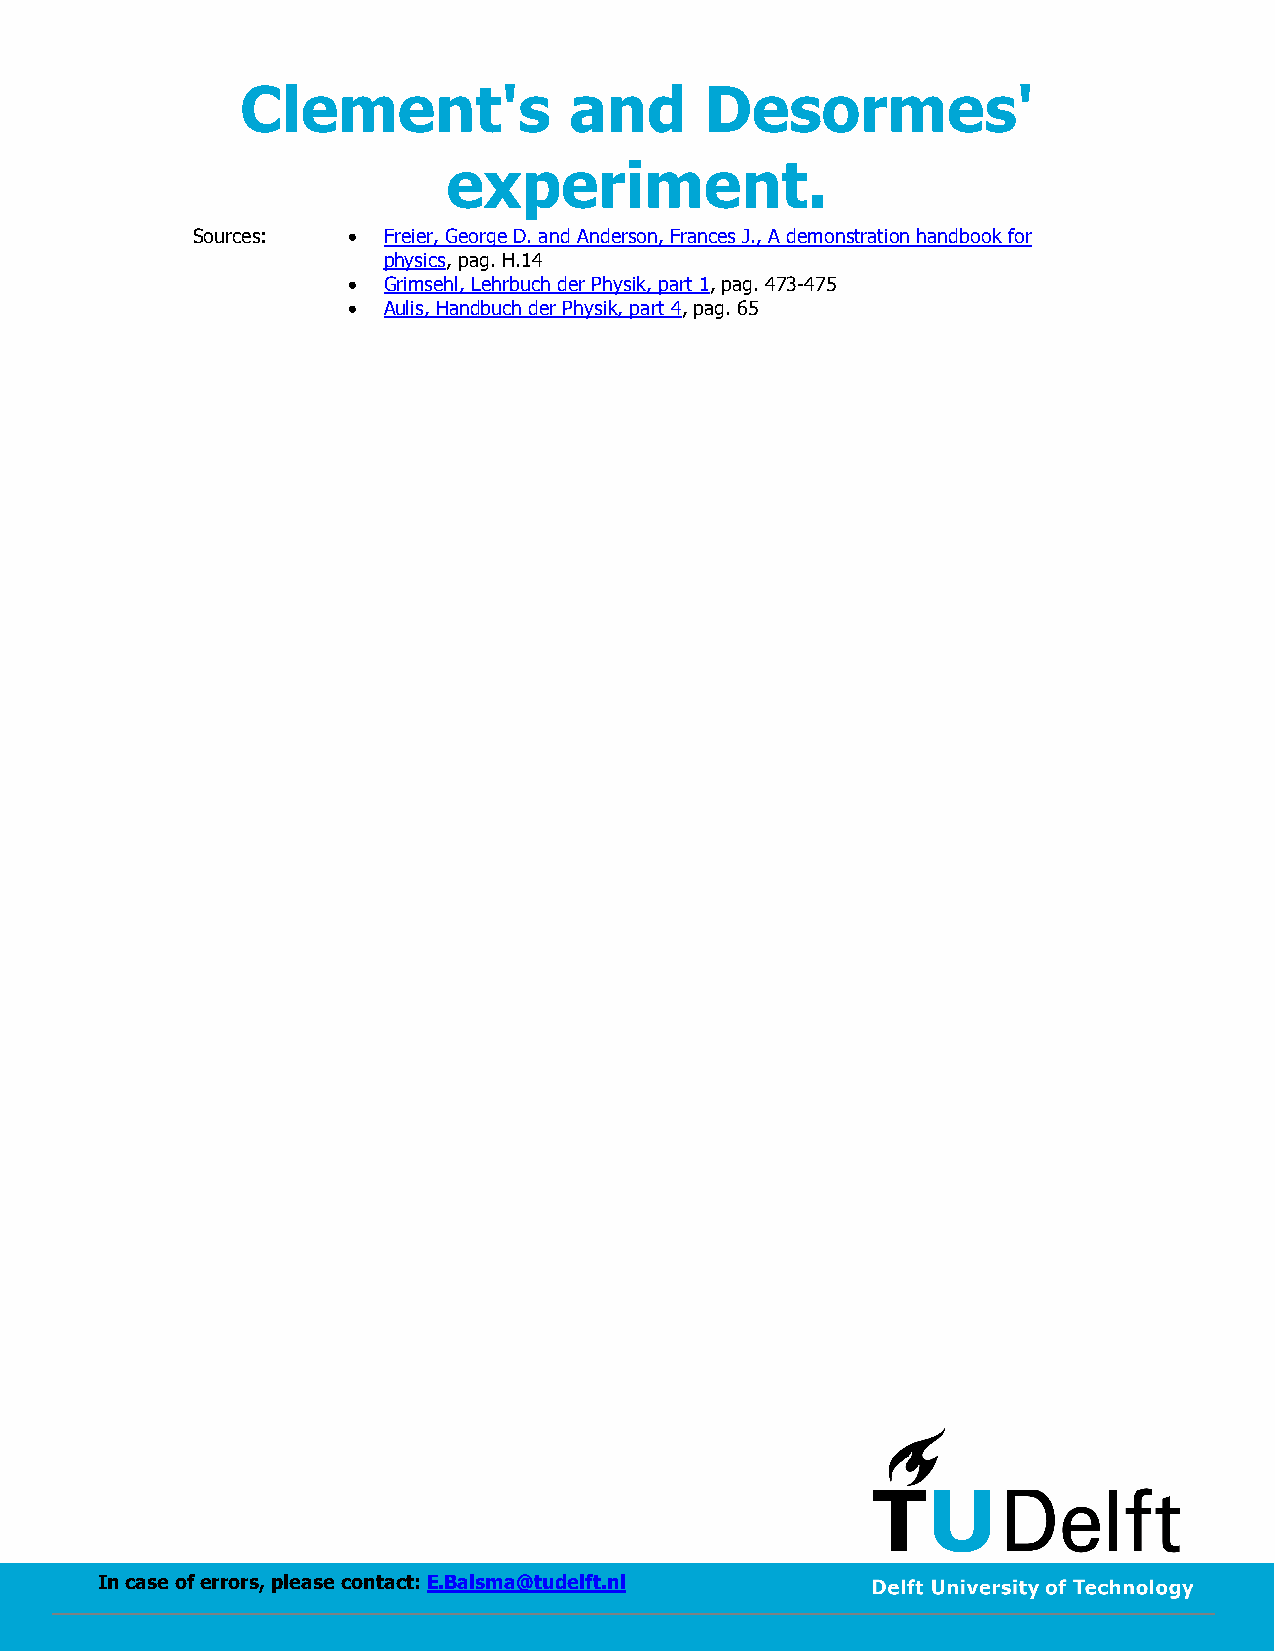 Clement's and Desormes'
experiment.
Sources: • Freier, George D. and Anderson, Frances J., A demonstration handbook for
physics, pag. H.14
• Grimsehl, Lehrbuch der Physik, part 1, pag. 473-475
• Aulis, Handbuch der Physik, part 4, pag. 65
TUDelft
In case of errors, please contact: E.Balsma@tudelft.nl
Delft University of Technology